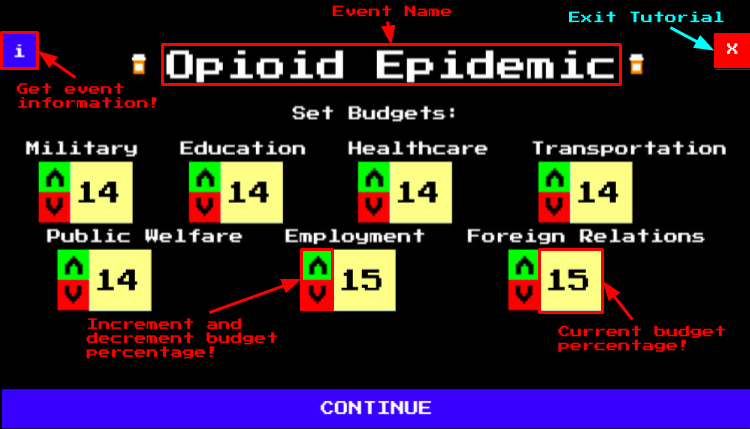 Event Name
Exit Tutorial
i
Opioid Epidemic
X
Get event
information!
Set Budgets:
Military Education Healthcare Transportation
14 14 14 14
Public Welfare Employment Foreign Relations
14 15 15
Increment and
decrement budget
percentage!
Current budget
percentage!
CONTINUE